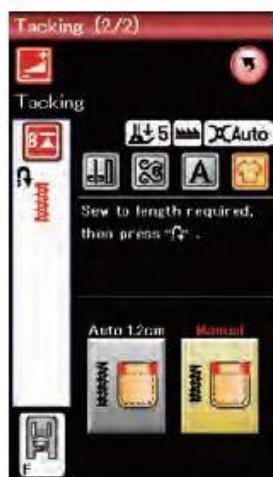 Tacking (2/2)
Tacking
B
5
Auto
A
Sew to length required,
then press "
".
Auto 1.2cm
Manual
F